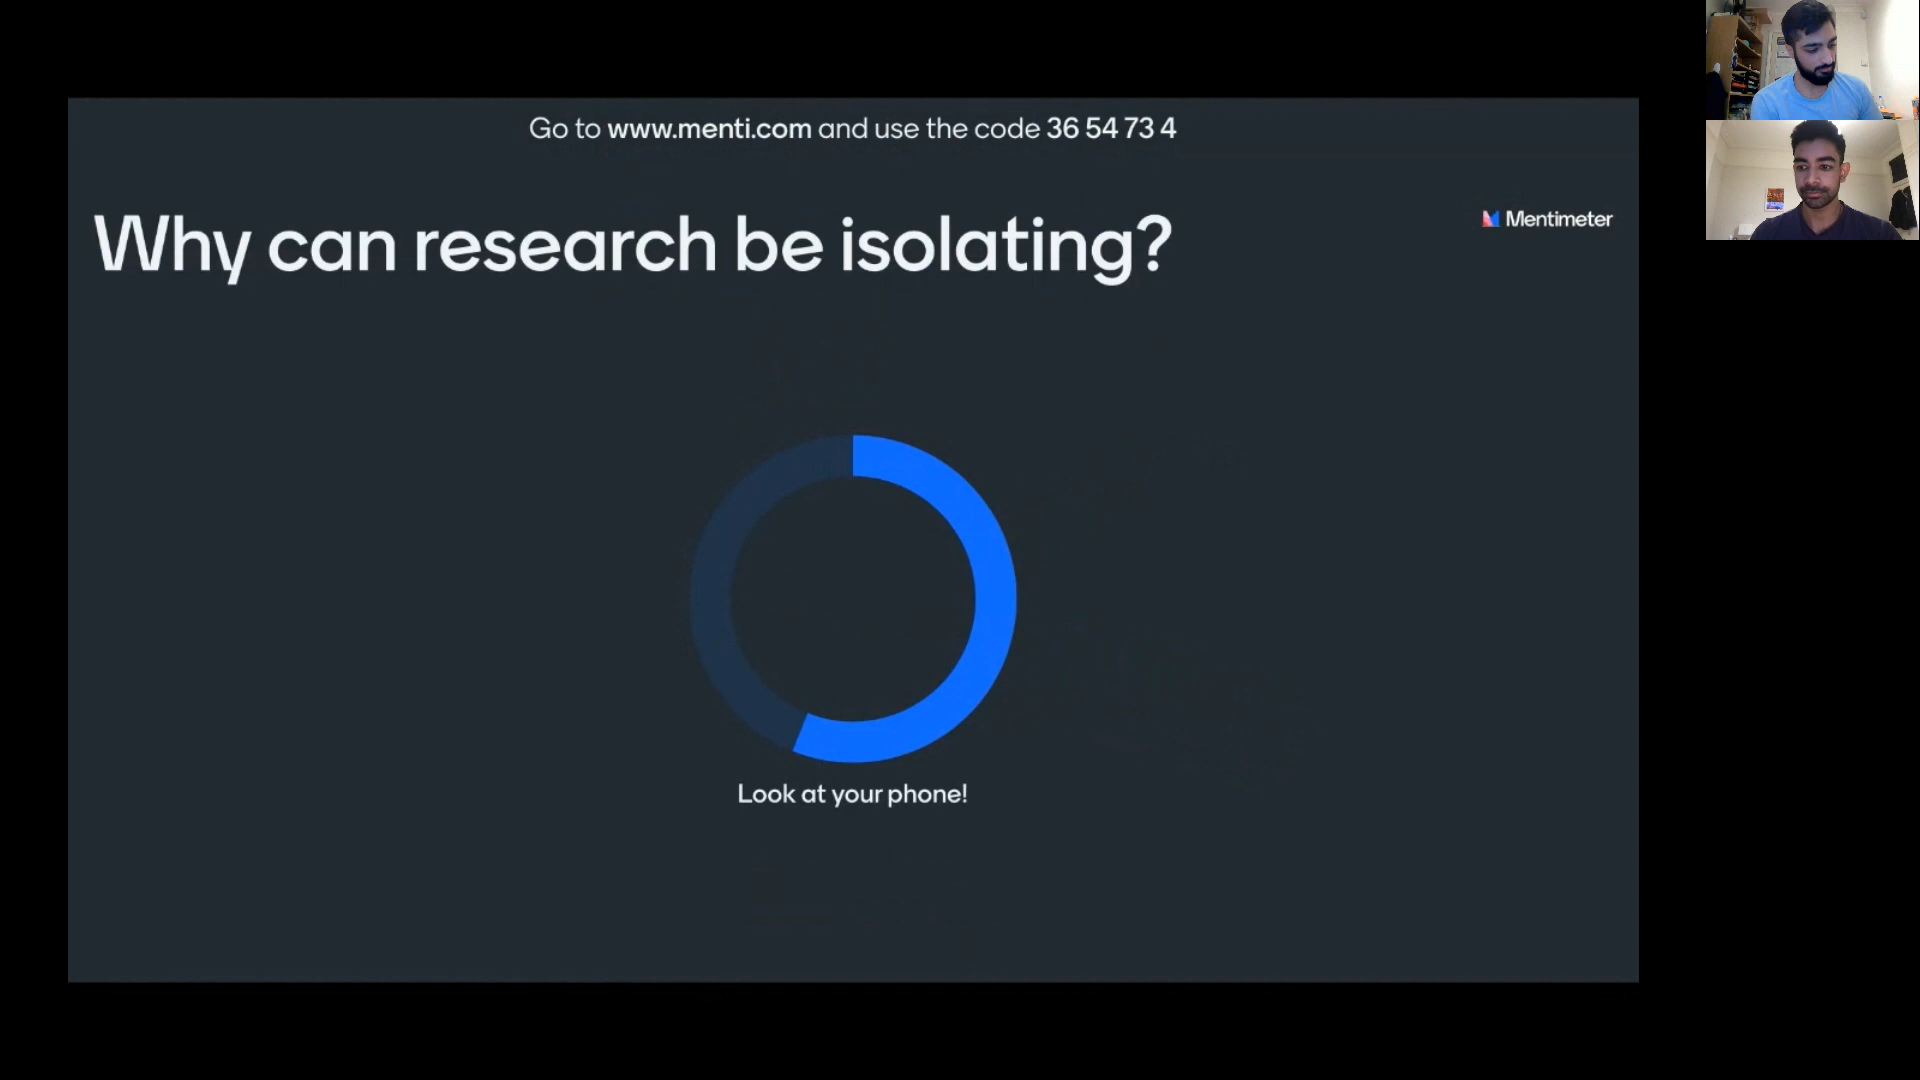 Go to www.menti.com and use the code 36 54 73 4
Why can research be isolating?
Mentimeter
Look at your phone!